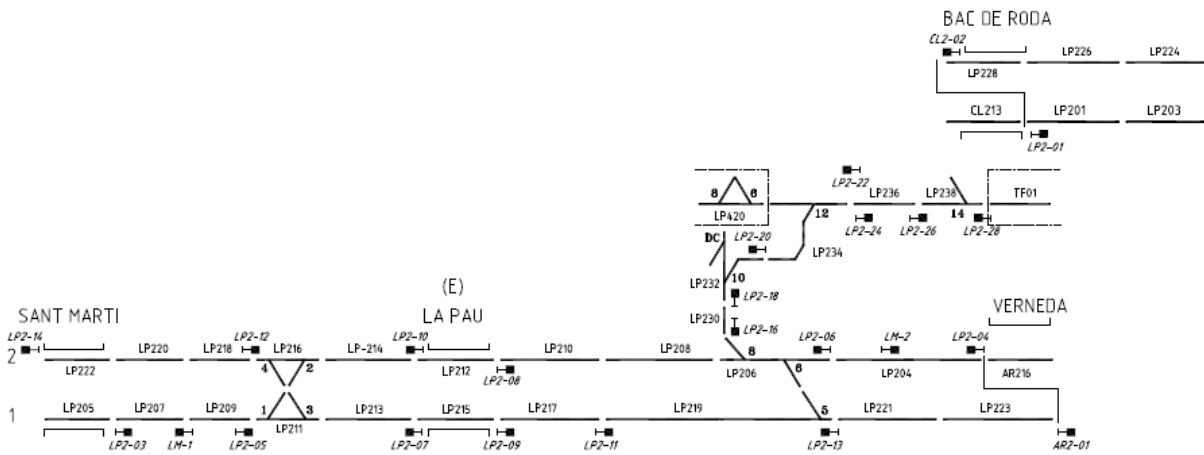 BAC DE RODA
CL2-02
LP226 LP224
LP228
CL213 LP201 LP203
LP2-01
LP2-22
8 6 LP236 LP238 TF01
LP420 12 14
LP2-24 LP2-26 LP2-28
DC LP2-20
LP234
10
LP232
(E) LP2-18
SANT MARTI LA PAU LP230 VERNEDA
LP2-14 LP2-12 LP2-10 LP2-16 LP2-06 LM-2 LP2-04
LP220 LP218 LP216 LP-214 LP210 LP208
2 4 2 8 6
LP222 LP212 LP206 LP204 AR216
LP2-08
LP205 LP207 LP209 1 3 LP213 LP215 LP217 LP219 5 LP221 LP223
1
LP211
LP2-03 LM-1 LP2-05 LP2-07 LP2-09 LP2-11 LP2-13 AR2-01